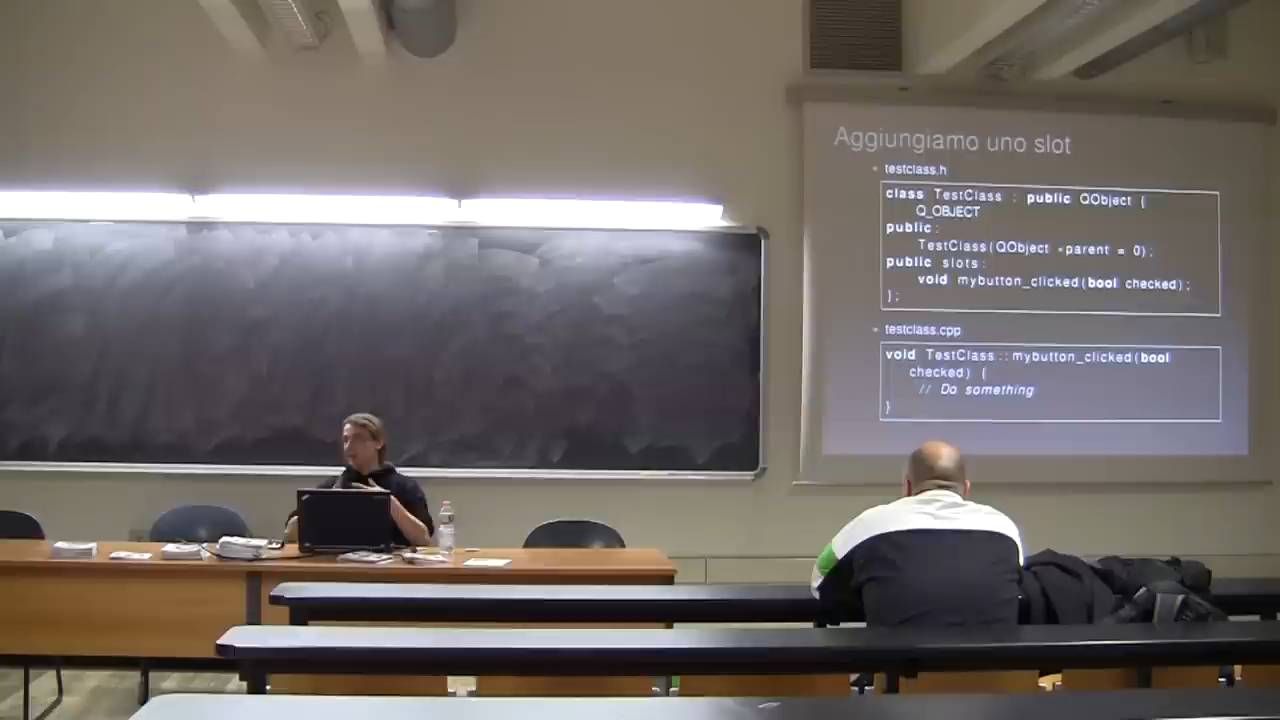 Aggiungiamo uno slot
testclass.h
class TestClass : public QObject {
Q_OBJECT
public:
TestClass(QObject *parent = 0);
public slots:
void mybutton_clicked(bool checked);
};
testclass.cpp
void TestClass::mybutton_clicked(bool
checked) {
// Do something
}